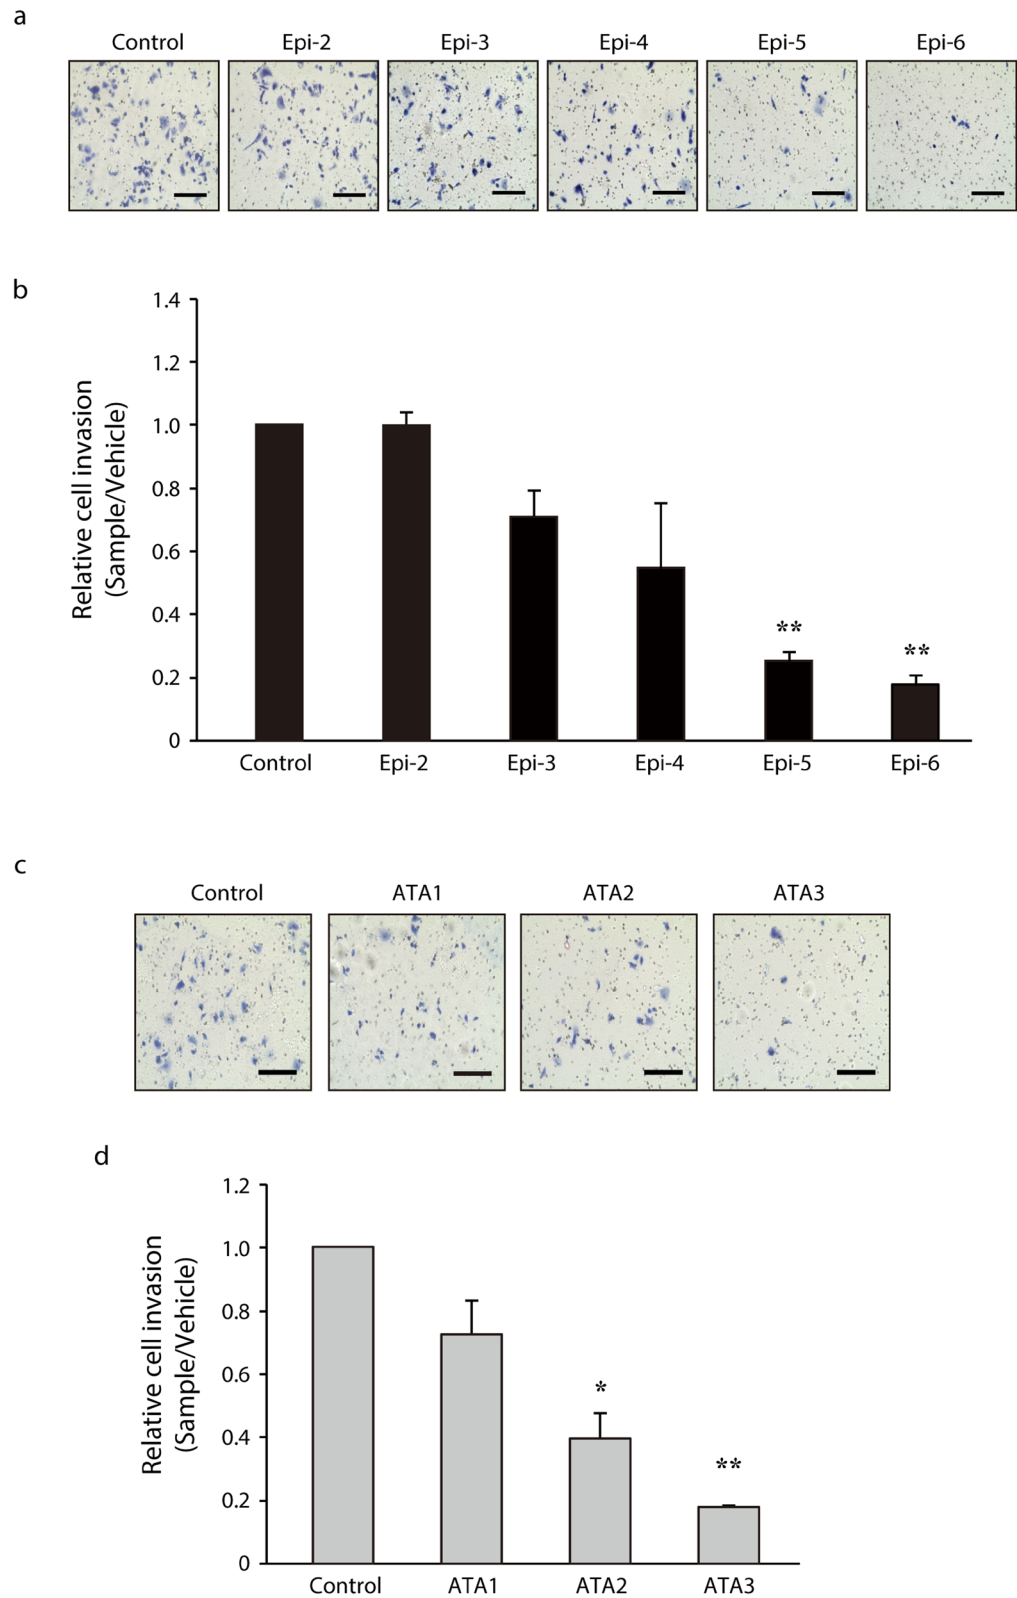 a
Control Epi-2 Epi-3 Epi-4 Epi-5 Epi-6
b
Relative cell invasion
(Sample/Vehicle)
1.4
1.2
1.0
0.8
0.6
0.4
0.2
0
**
**
Control Epi-2 Epi-3 Epi-4 Epi-5 Epi-6
c
Control ATA1 ATA2 ATA3
d
Relative cell invasion
(Sample/Vehicle)
1.2
1.0
0.8
0.6
0.4
0.2
0
*
**
Control ATA1 ATA2 ATA3